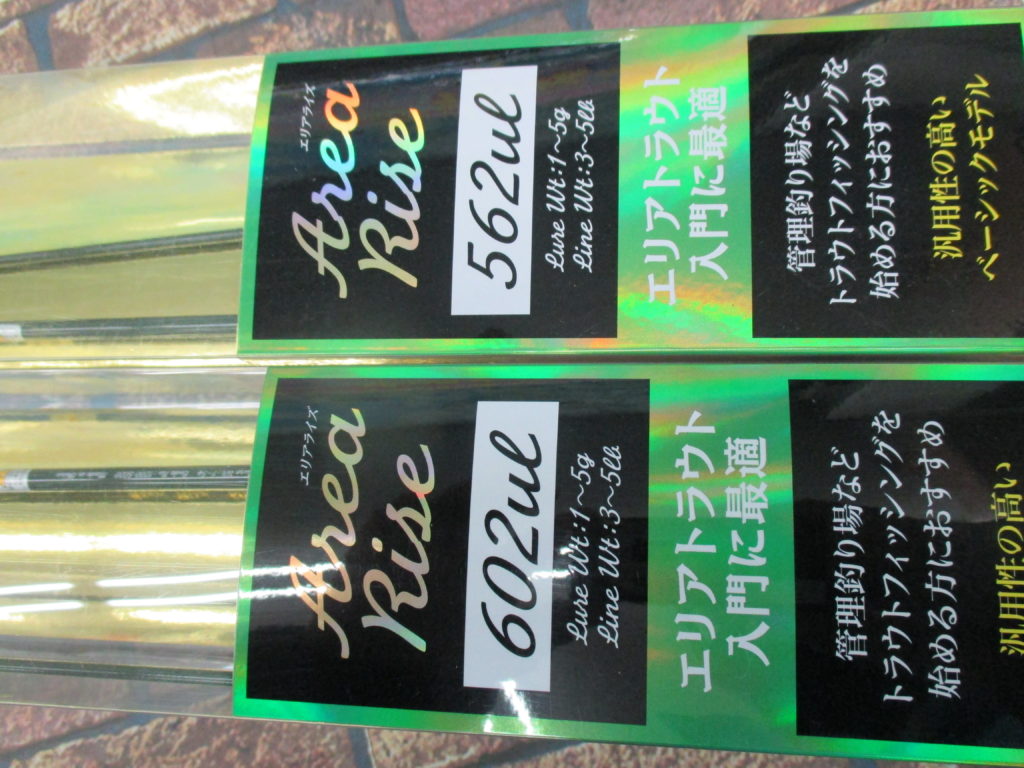 エリアライズ
Area
Rise
562ul
Lure Wt:1~5g
Line Wt:3~5lb
エリアトラウト
入門に最適
管理釣り場など
トラウトフィッシングを
始める方におすすめ
汎用性の高い
ベーシックモデル
エリアライズ
Area
Rise
602ul
Lure Wt:1~5g
Line Wt:3~5lb
エリアトラウト
入門に最適
管理釣り場など
トラウトフィッシングを
始める方におすすめ
汎用性の高い